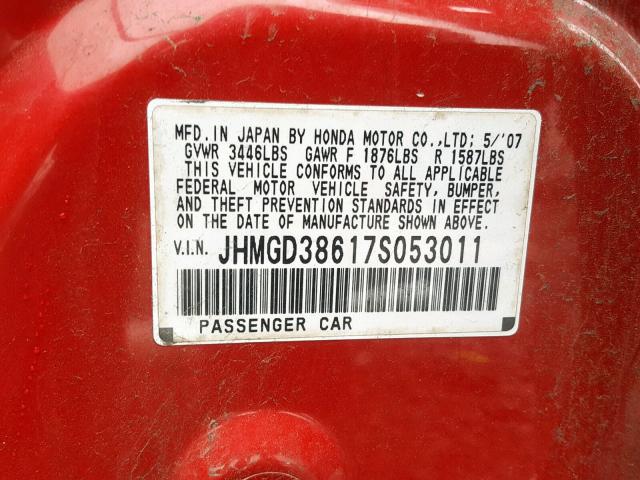 MFD. IN JAPAN BY HONDA MOTOR CO.,LTD; 5/'07
GVWR 3446LBS GAWR F 1876LBS R 1587LBS
THIS VEHICLE CONFORMS TO ALL APPLICABLE
FEDERAL MOTOR VEHICLE SAFETY, BUMPER,
AND THEFT PREVENTION STANDARDS IN EFFECT
ON THE DATE OF MANUFACTURE SHOWN ABOVE.
V.I.N. JHMGD38617S053011
PASSENGER CAR